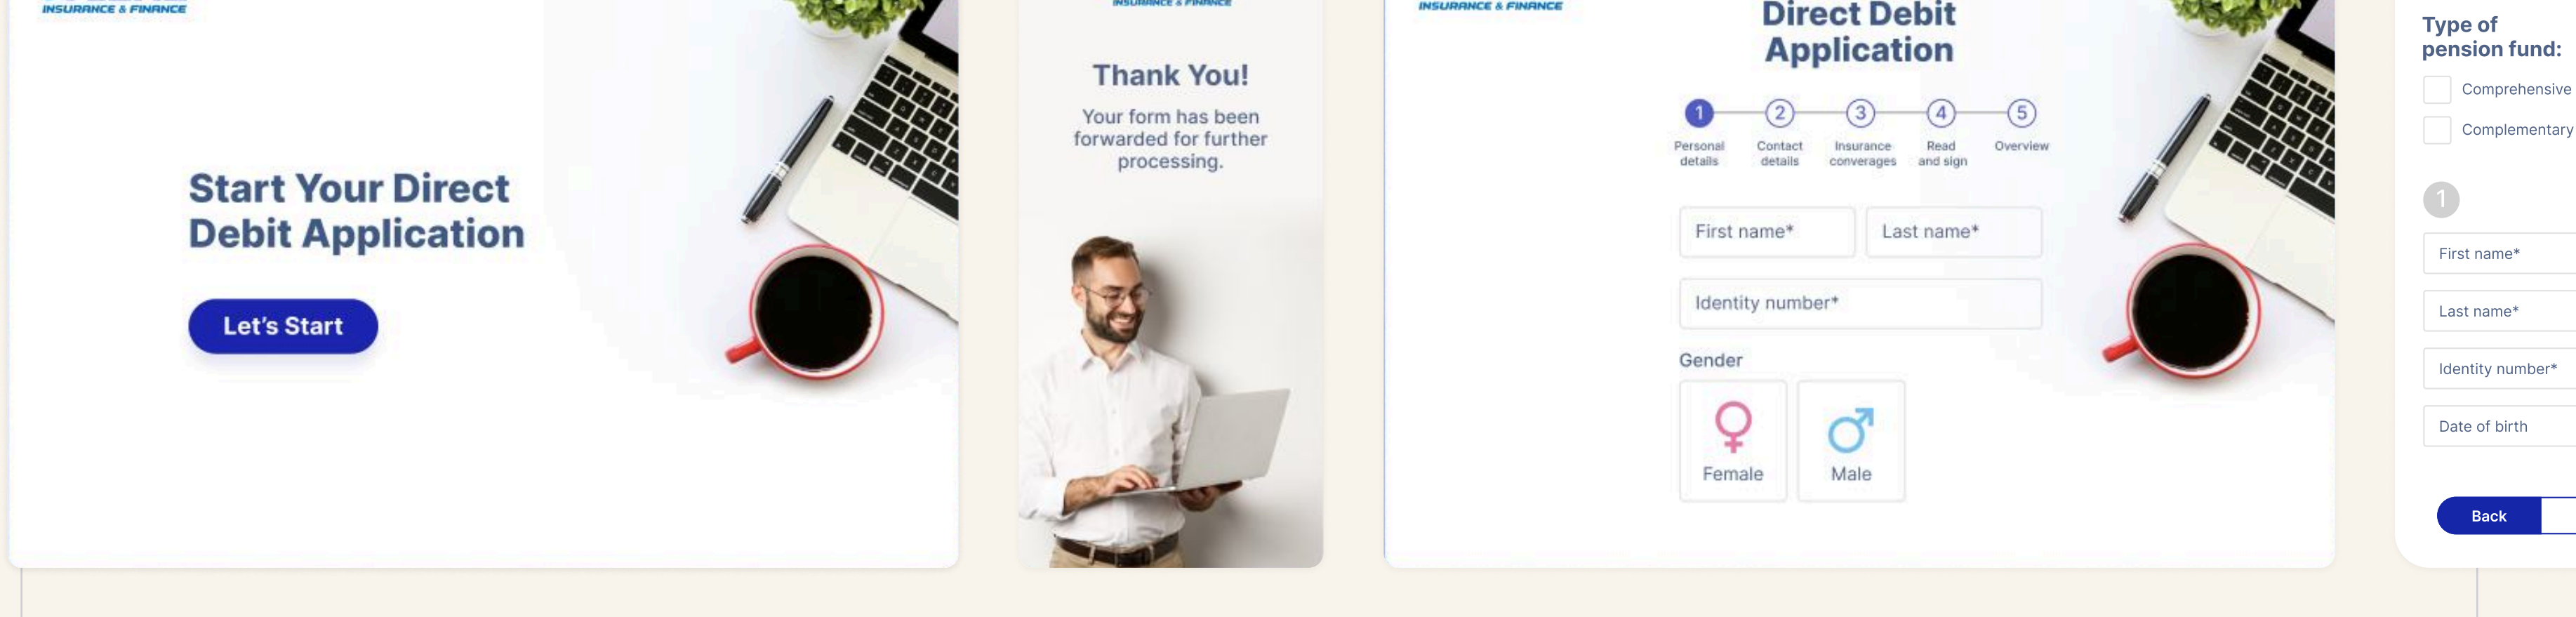 INSURANCE & FINANCE
Start Your Direct
Debit Application
Let's Start
INSURANCE & FINANCE
Thank You!
Your form has been
forwarded for further
processing.
INSURANCE & FINANCE
Direct Debit
Application
1 2 3 4 5
Personal details
Contact details
Insurance converages
Read and sign
Overview
First name* Last name*
Identity number*
Gender
Female Male
Type of
pension fund:
Comprehensive
Complementary
1
First name*
Last name*
Identity number*
Date of birth
Back